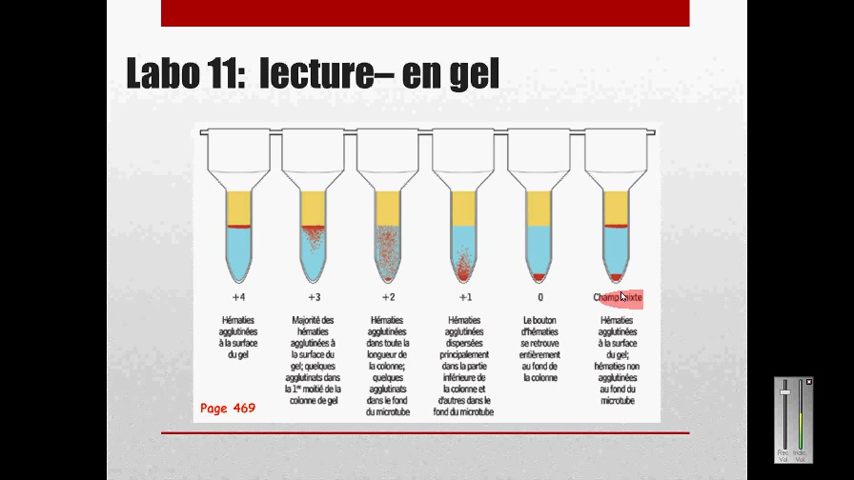 Labo 11: lecture– en gel
+4
+3
+2
+1
0
Champ mixte
Hématies
agglutinées
à la surface
du gel
Majorité des
hématies
agglutinées à
la surface du
gel; quelques
agglutinats dans
la 1re moitié de la
colonne de gel
Hématies
agglutinées
dans toute la
longueur de
la colonne;
quelques
agglutinats
dans le fond
du microtube
Hématies
agglutinées
dispersées
principalement
dans la partie
inférieure de
la colonne et
d'autres dans le
fond du microtube
Le bouton
d'hématies
se retrouve
entièrement
au fond de
la colonne
Hématies
agglutinées
à la surface
du gel;
hématies non
agglutinées
au fond du
microtube
Page 469
Rec. Indic.
Vol. Vol.